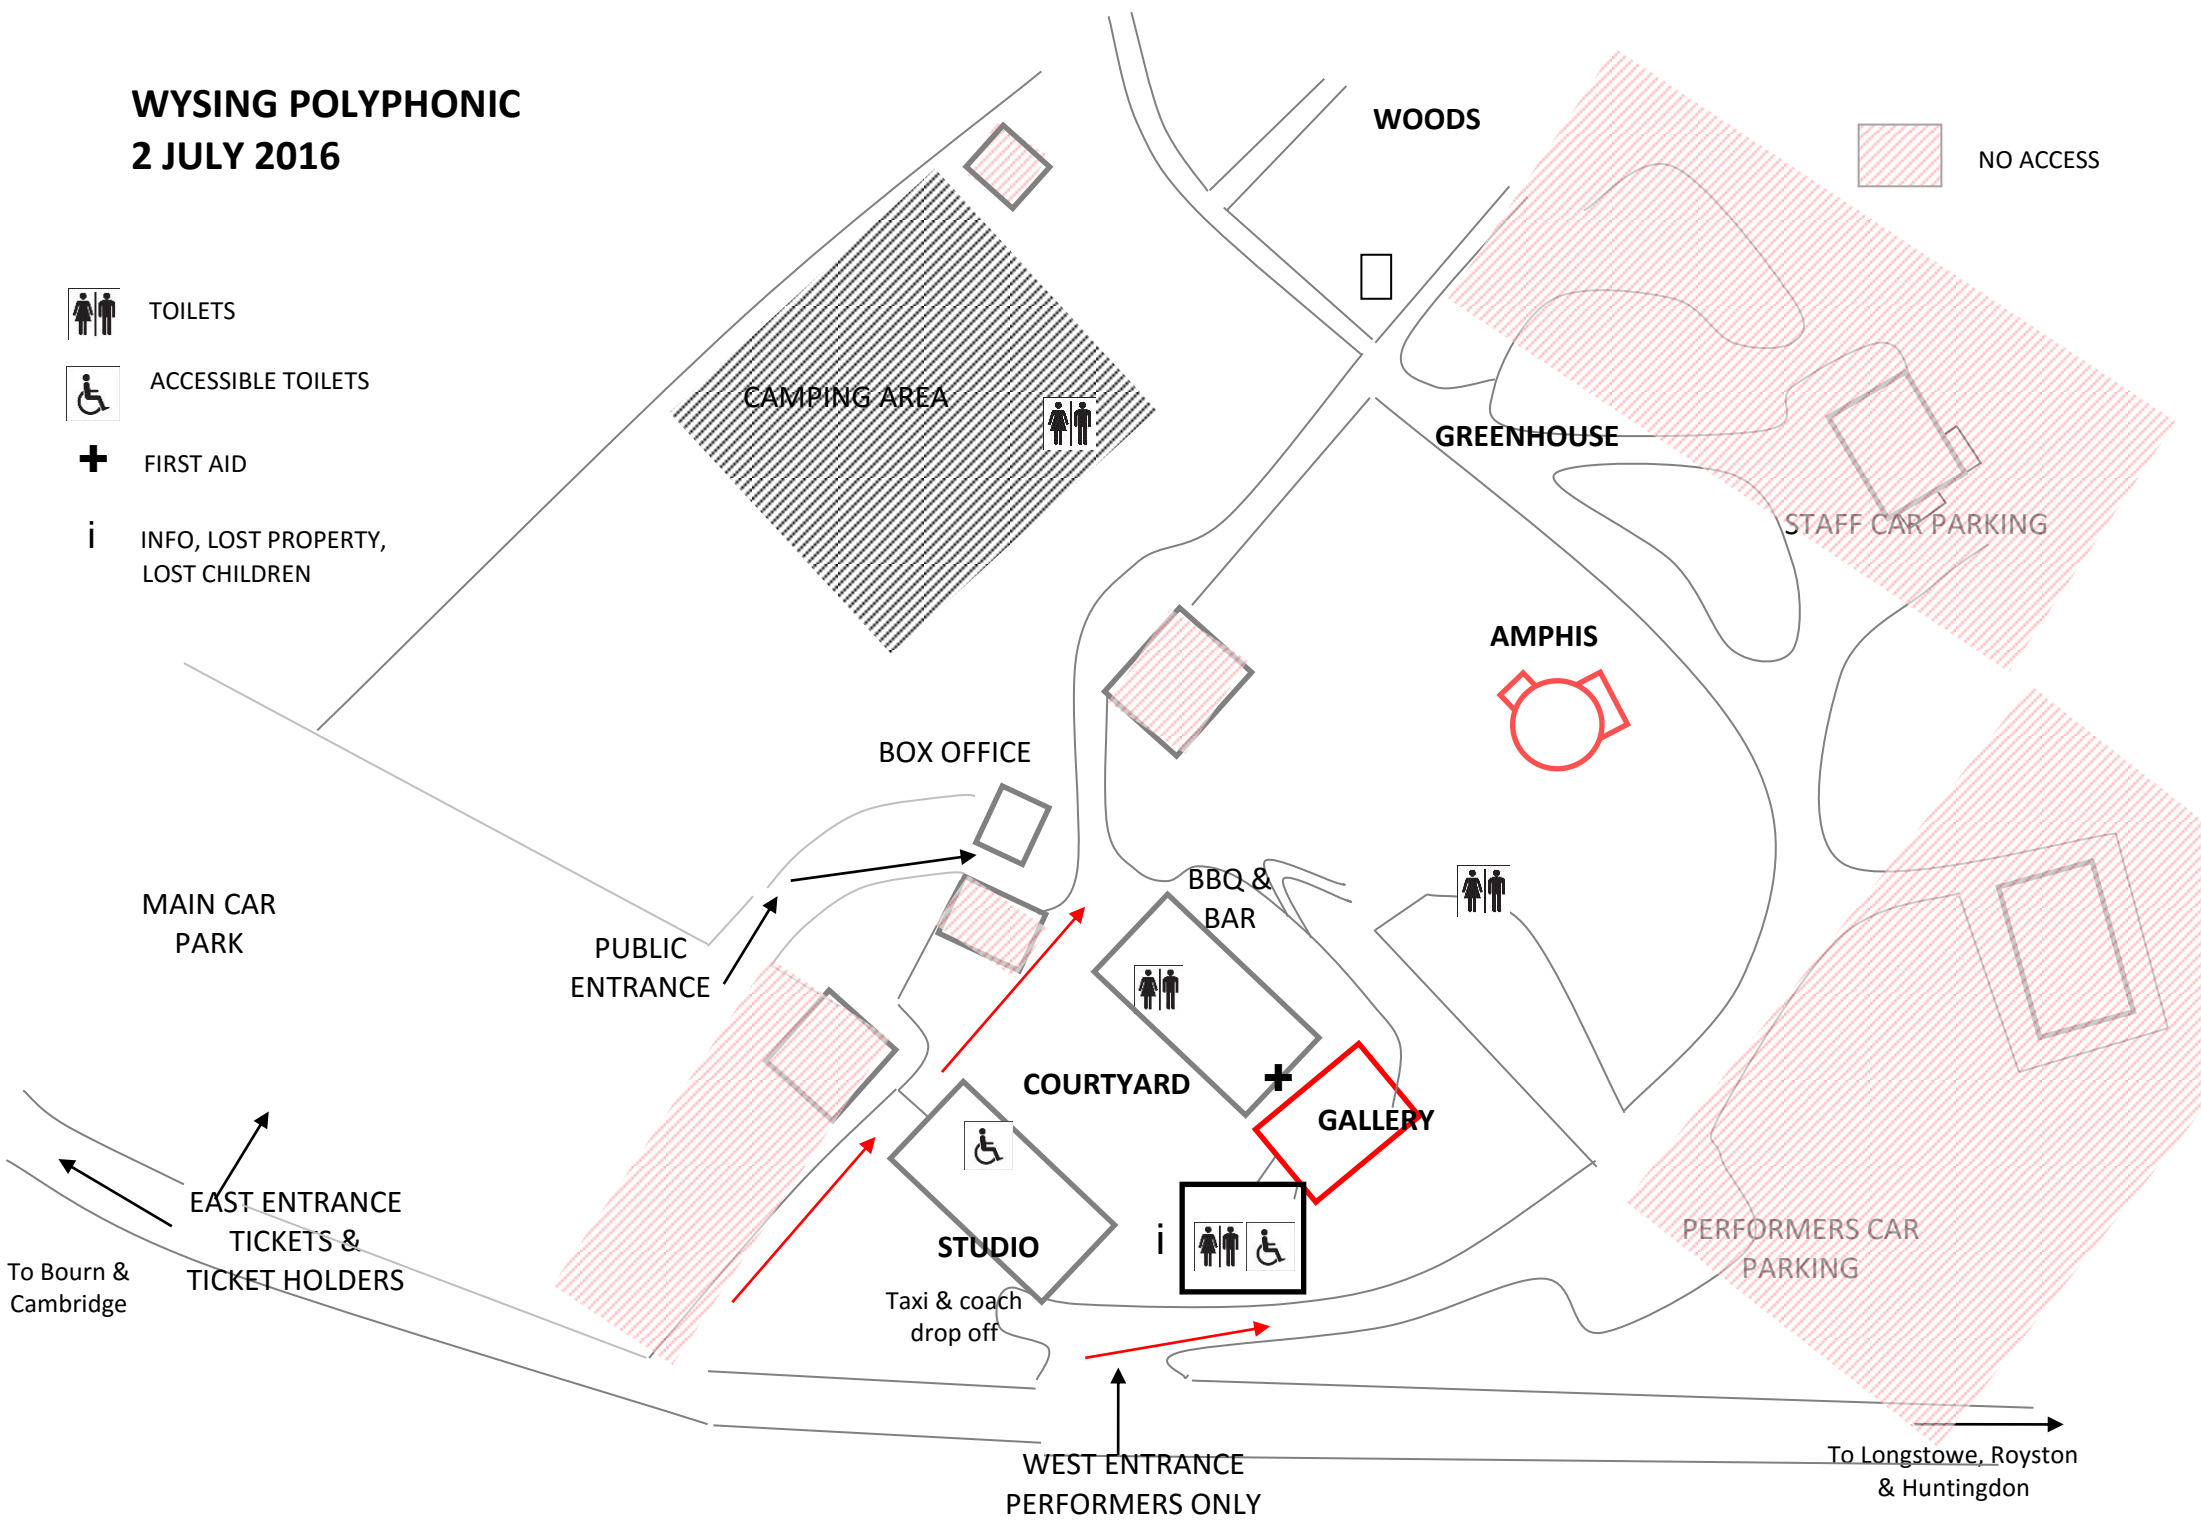 WYSING POLYPHONIC
2 JULY 2016
WOODS
NO ACCESS
TOILETS
ACCESSIBLE TOILETS
FIRST AID
i
INFO, LOST PROPERTY,
LOST CHILDREN
CAMPING AREA
GREENHOUSE
STAFF CAR PARKING
AMPHIS
BOX OFFICE
BBQ &
BAR
MAIN CAR
PARK
PUBLIC
ENTRANCE
COURTYARD
GALLERY
STUDIO
i
EAST ENTRANCE
TICKETS &
TICKET HOLDERS
To Bourn &
Cambridge
Taxi & coach
drop off
PERFORMERS CAR
PARKING
WEST ENTRANCE
PERFORMERS ONLY
To Longstowe, Royston
& Huntingdon